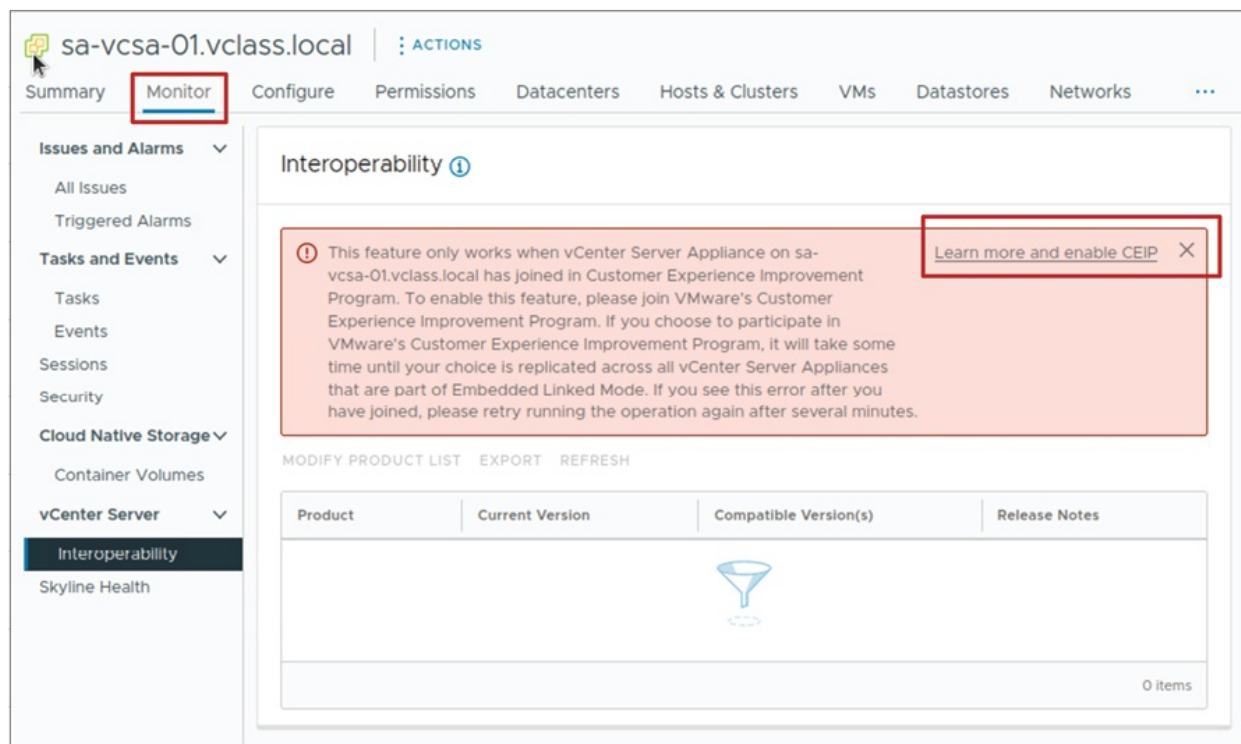 sa-vcsa-01.vclass.local
ACTIONS
Summary Monitor Configure Permissions Datacenters Hosts & Clusters VMs Datastores Networks ...
Issues and Alarms
All Issues
Triggered Alarms
Tasks and Events
Tasks
Events
Sessions
Security
Cloud Native Storage
Container Volumes
vCenter Server
Interoperability
Skyline Health
Interoperability
This feature only works when vCenter Server Appliance on sa-
vcsa-01.vclass.local has joined in Customer Experience Improvement
Program. To enable this feature, please join VMware's Customer
Experience Improvement Program. If you choose to participate in
VMware's Customer Experience Improvement Program, it will take some
time until your choice is replicated across all vCenter Server Appliances
that are part of Embedded Linked Mode. If you see this error after you
have joined, please retry running the operation again after several minutes.
Learn more and enable CEIP
MODIFY PRODUCT LIST EXPORT REFRESH
Product Current Version Compatible Version(s) Release Notes
0 items